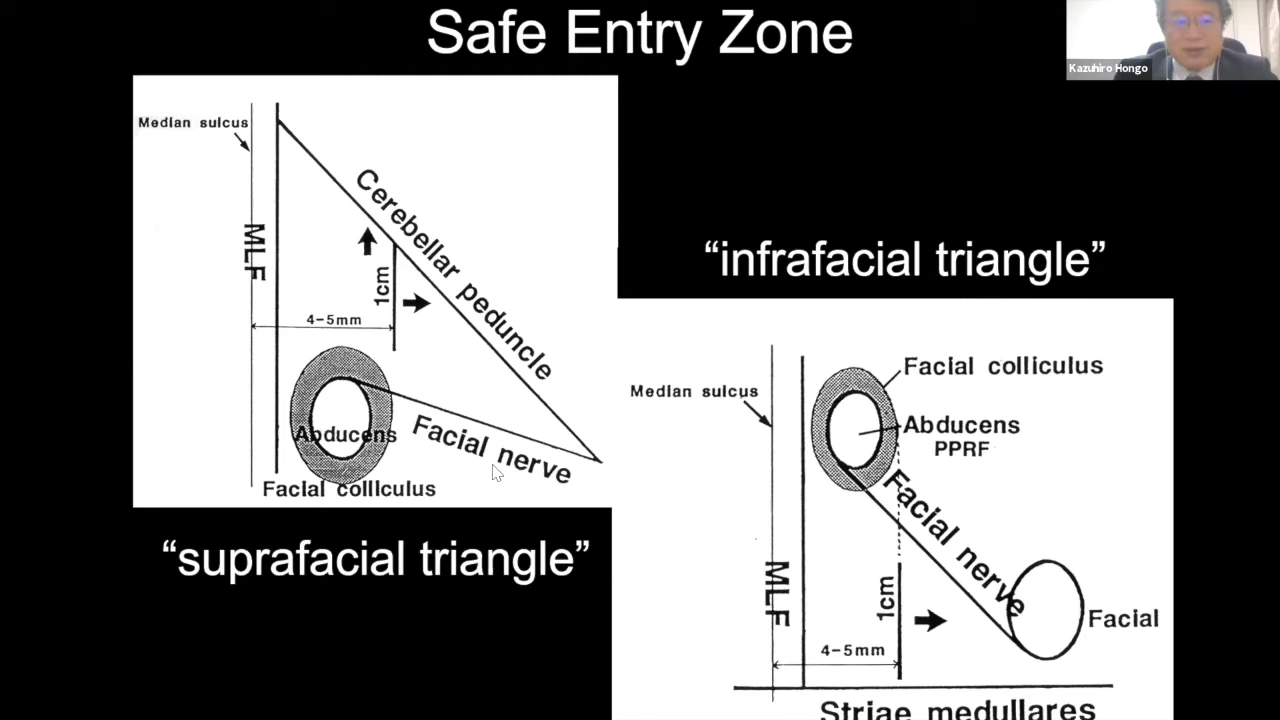 Safe Entry Zone
Kazuhiro Hongo
Median sulcus
MLF
Cerebellar peduncle
1cm
4-5mm
Abducens
Facial nerve
Facial colliculus
“suprafacial triangle”
“infrafacial triangle”
Median sulcus
Facial colliculus
Abducens
PPRF
Facial nerve
MLF
1cm
Facial
4-5mm
Striae medullares